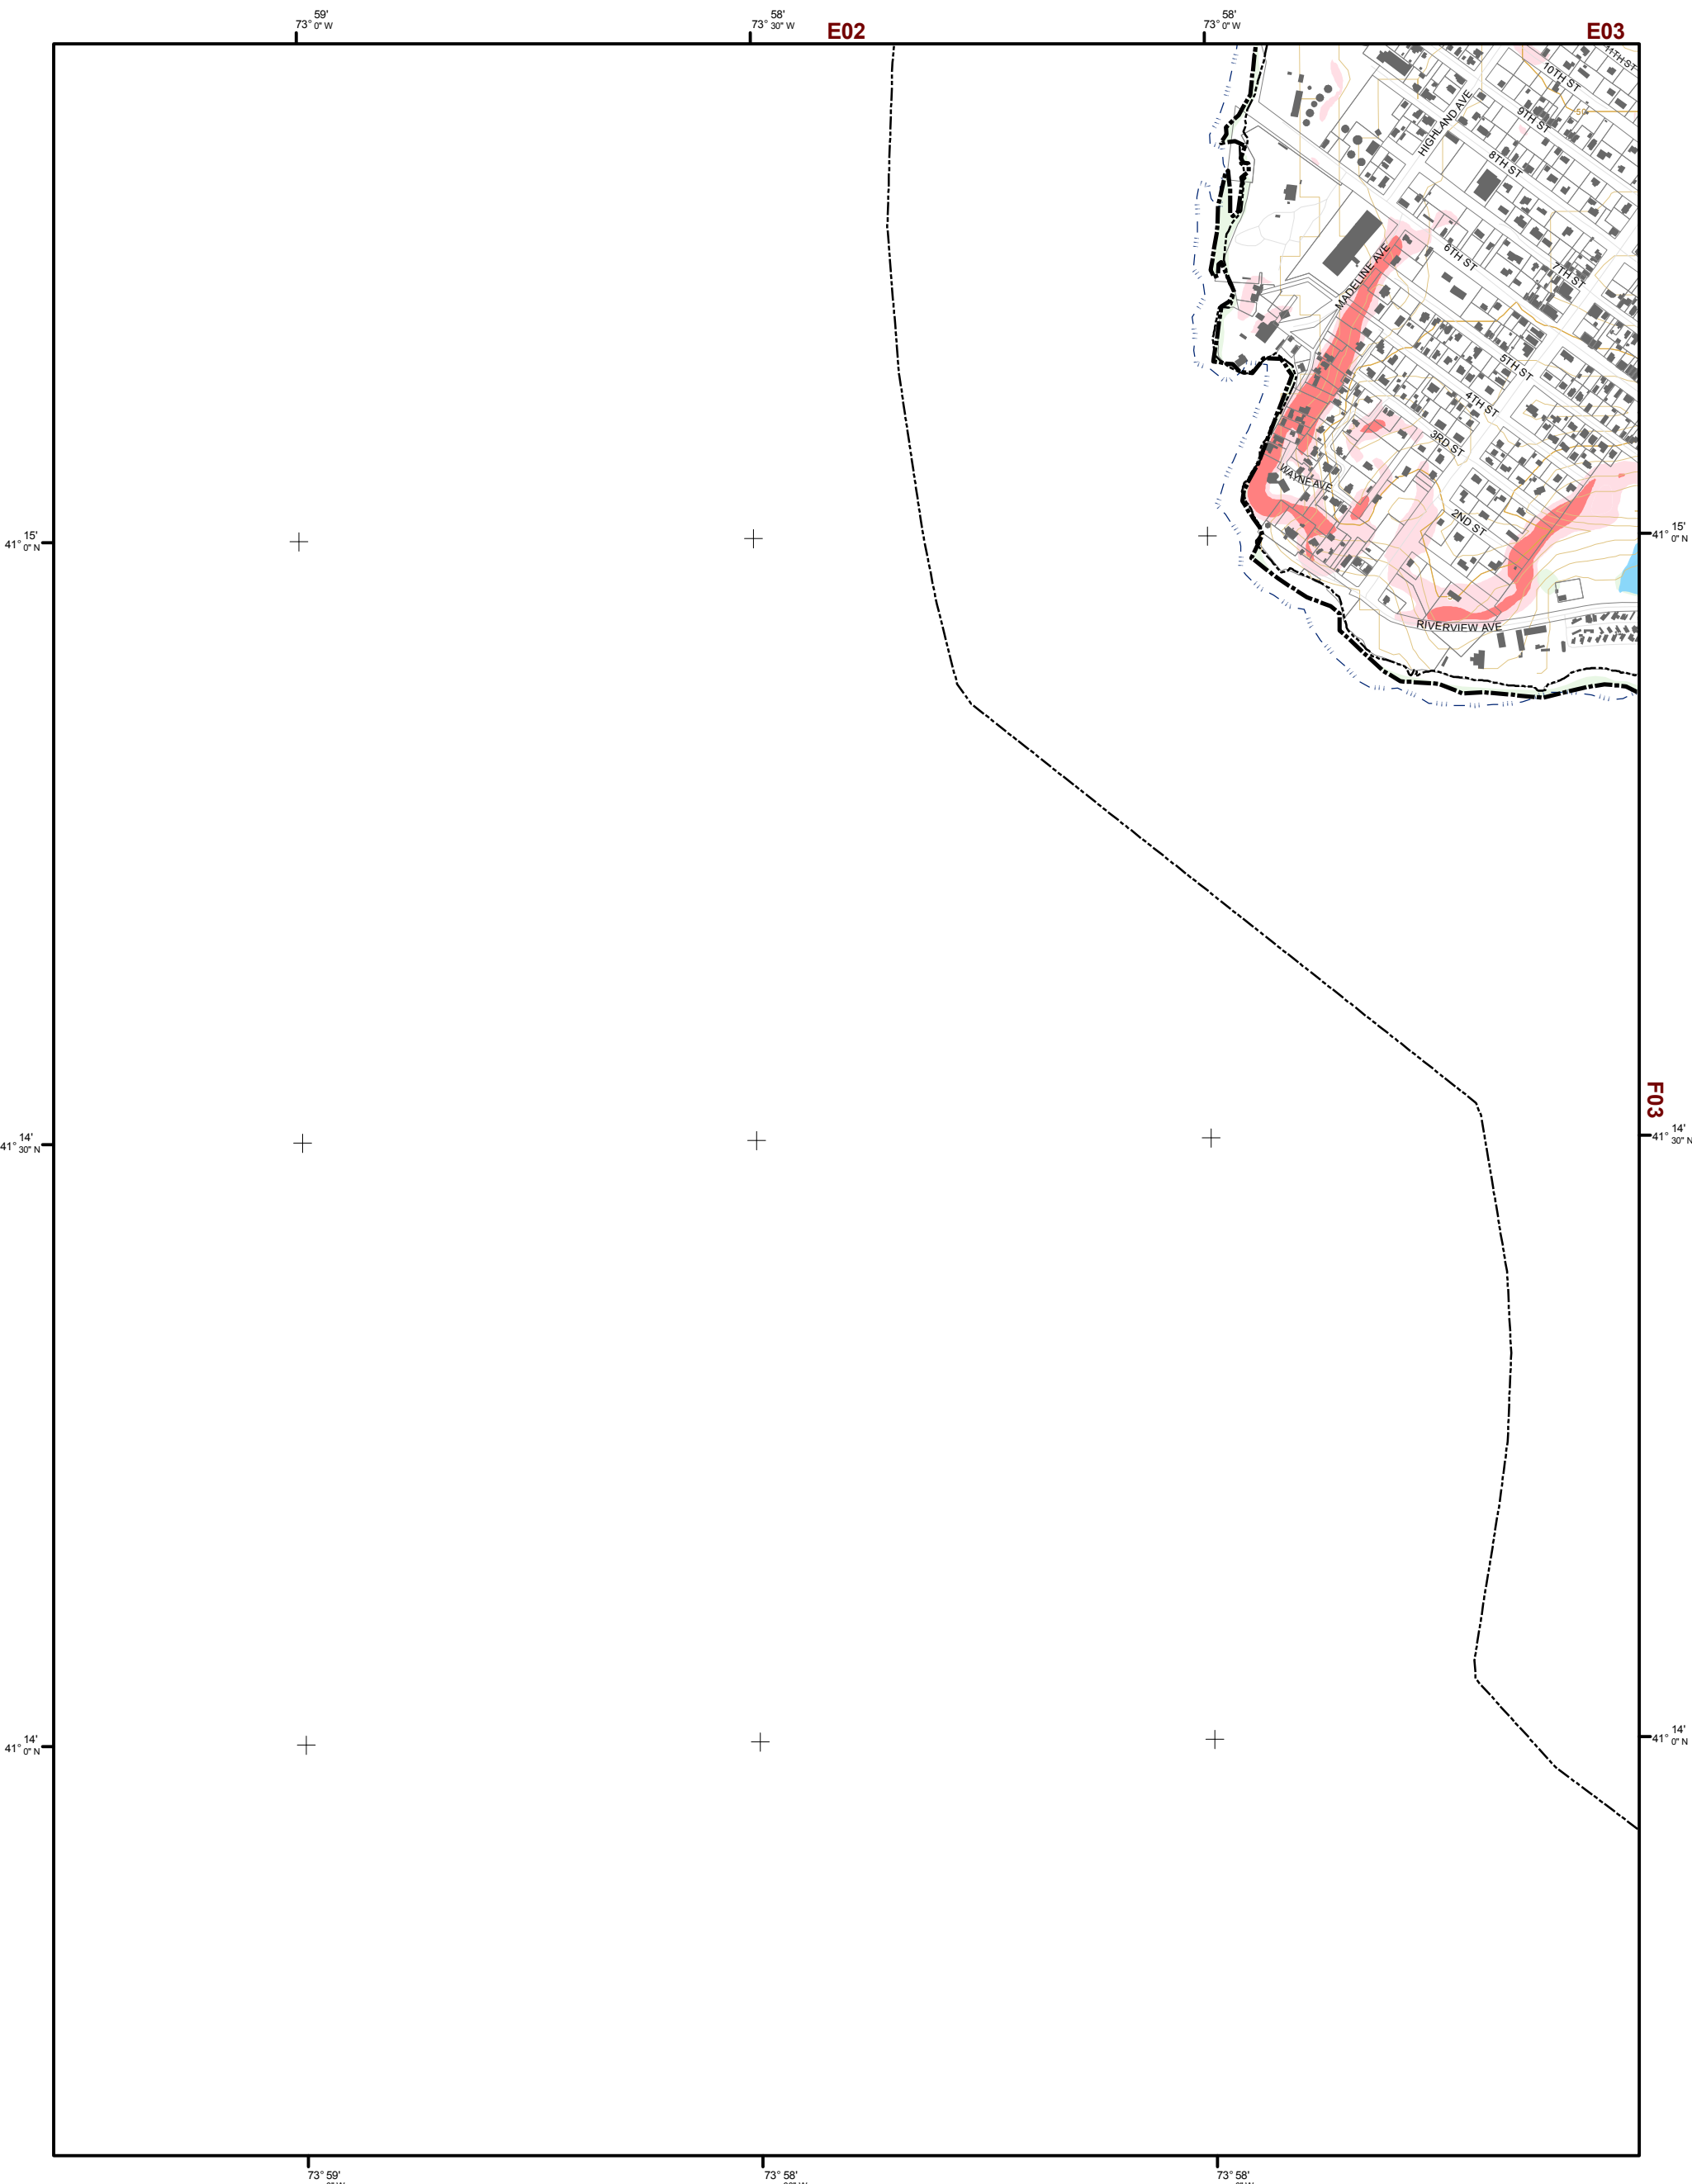 59'
73° 0" W
58'
73° 30" W
E02
58'
73° 0" W
E03
11TH ST
10TH ST
50
9TH ST
HIGHLAND AVE
8TH ST
6TH ST
7TH ST
MADELINE AVE
5TH ST
4TH ST
3RD ST
WAYNE AVE
2ND ST
RIVERVIEW AVE
15'
41° 0" N
15'
41° 0" N
F03
14'
41° 30" N
14'
41° 30" N
14'
41° 0" N
14'
41° 0" N
73° 59'
73° 58'
73° 58'